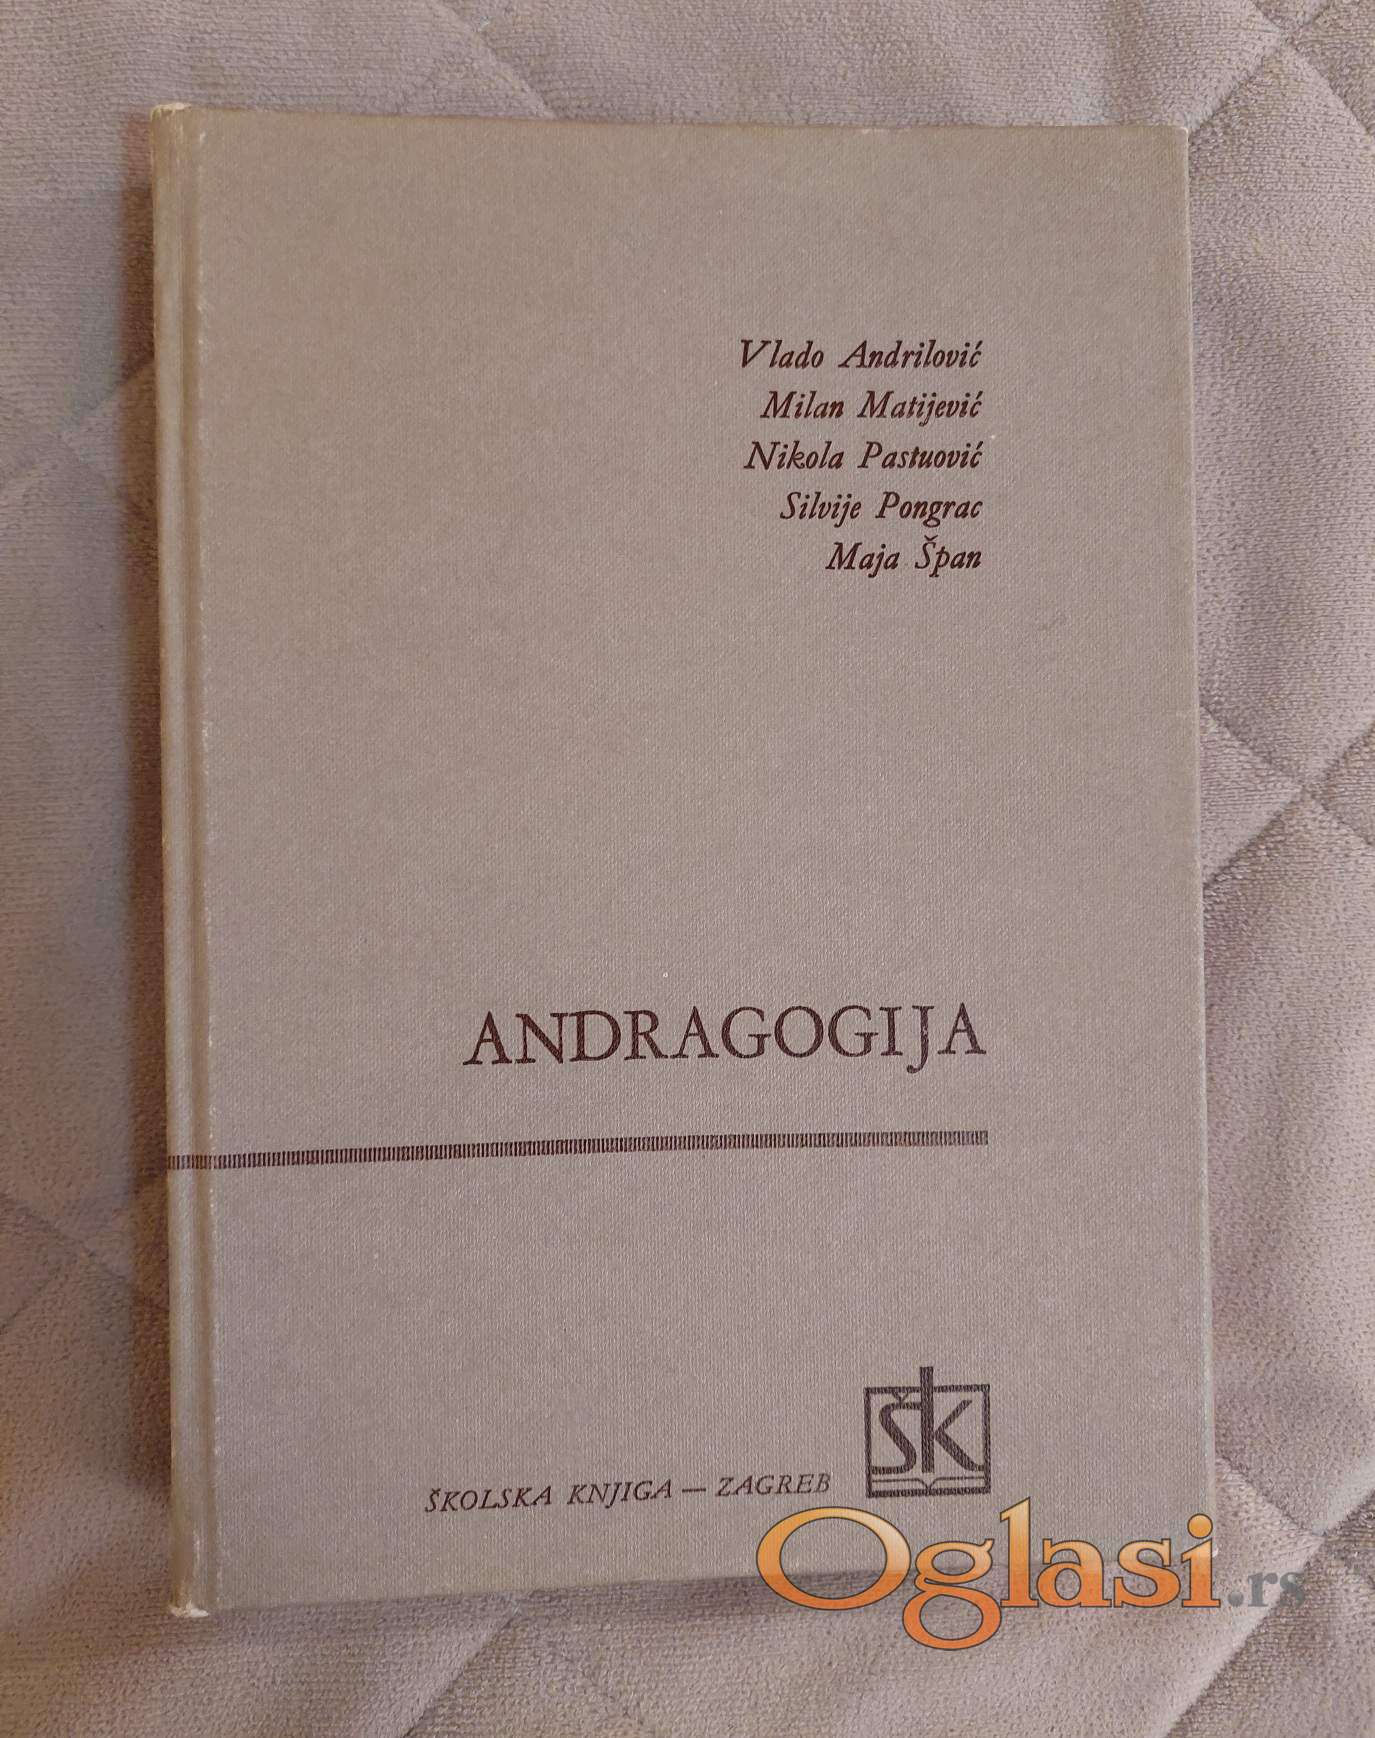 Vlado Andrilović
Milan Matijević
Nikola Pastuović
Silvije Pongrac
Maja Špan
ANDRAGOGIJA
ŠK
ŠKOLSKA KNJIGA — ZAGREB
Oglasi.rs